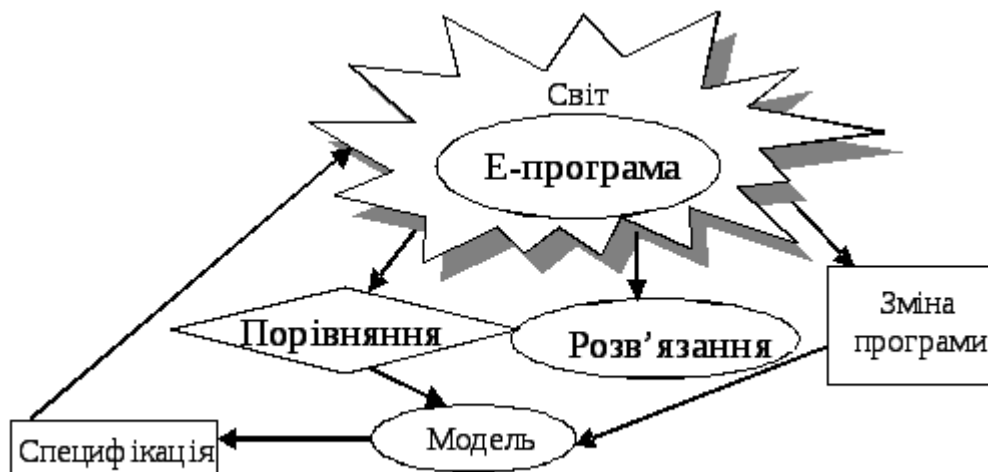 Світ
Е-програма
Порівняння
Розв’язання
Зміна
програми
Модель
Специфікація